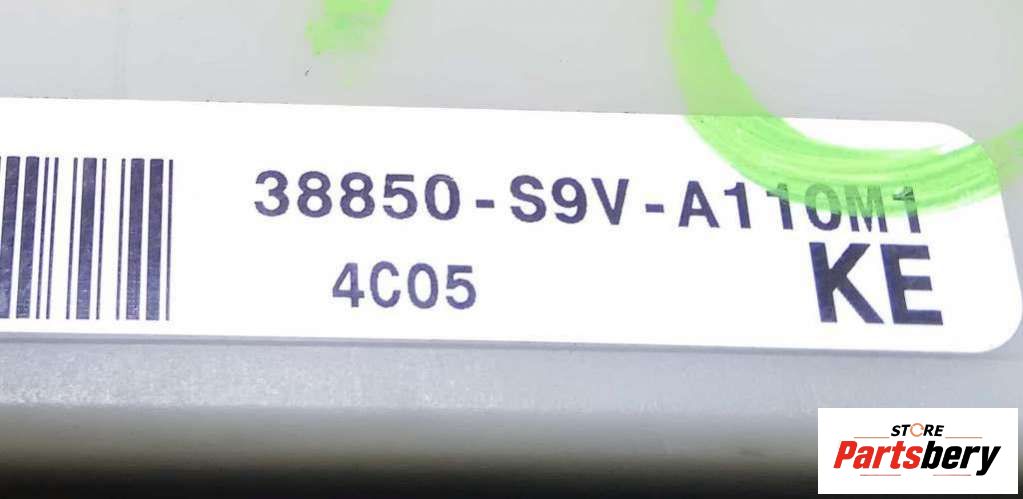 38850-S9V-A110M1
4C05
KE
STORE
Partsbery